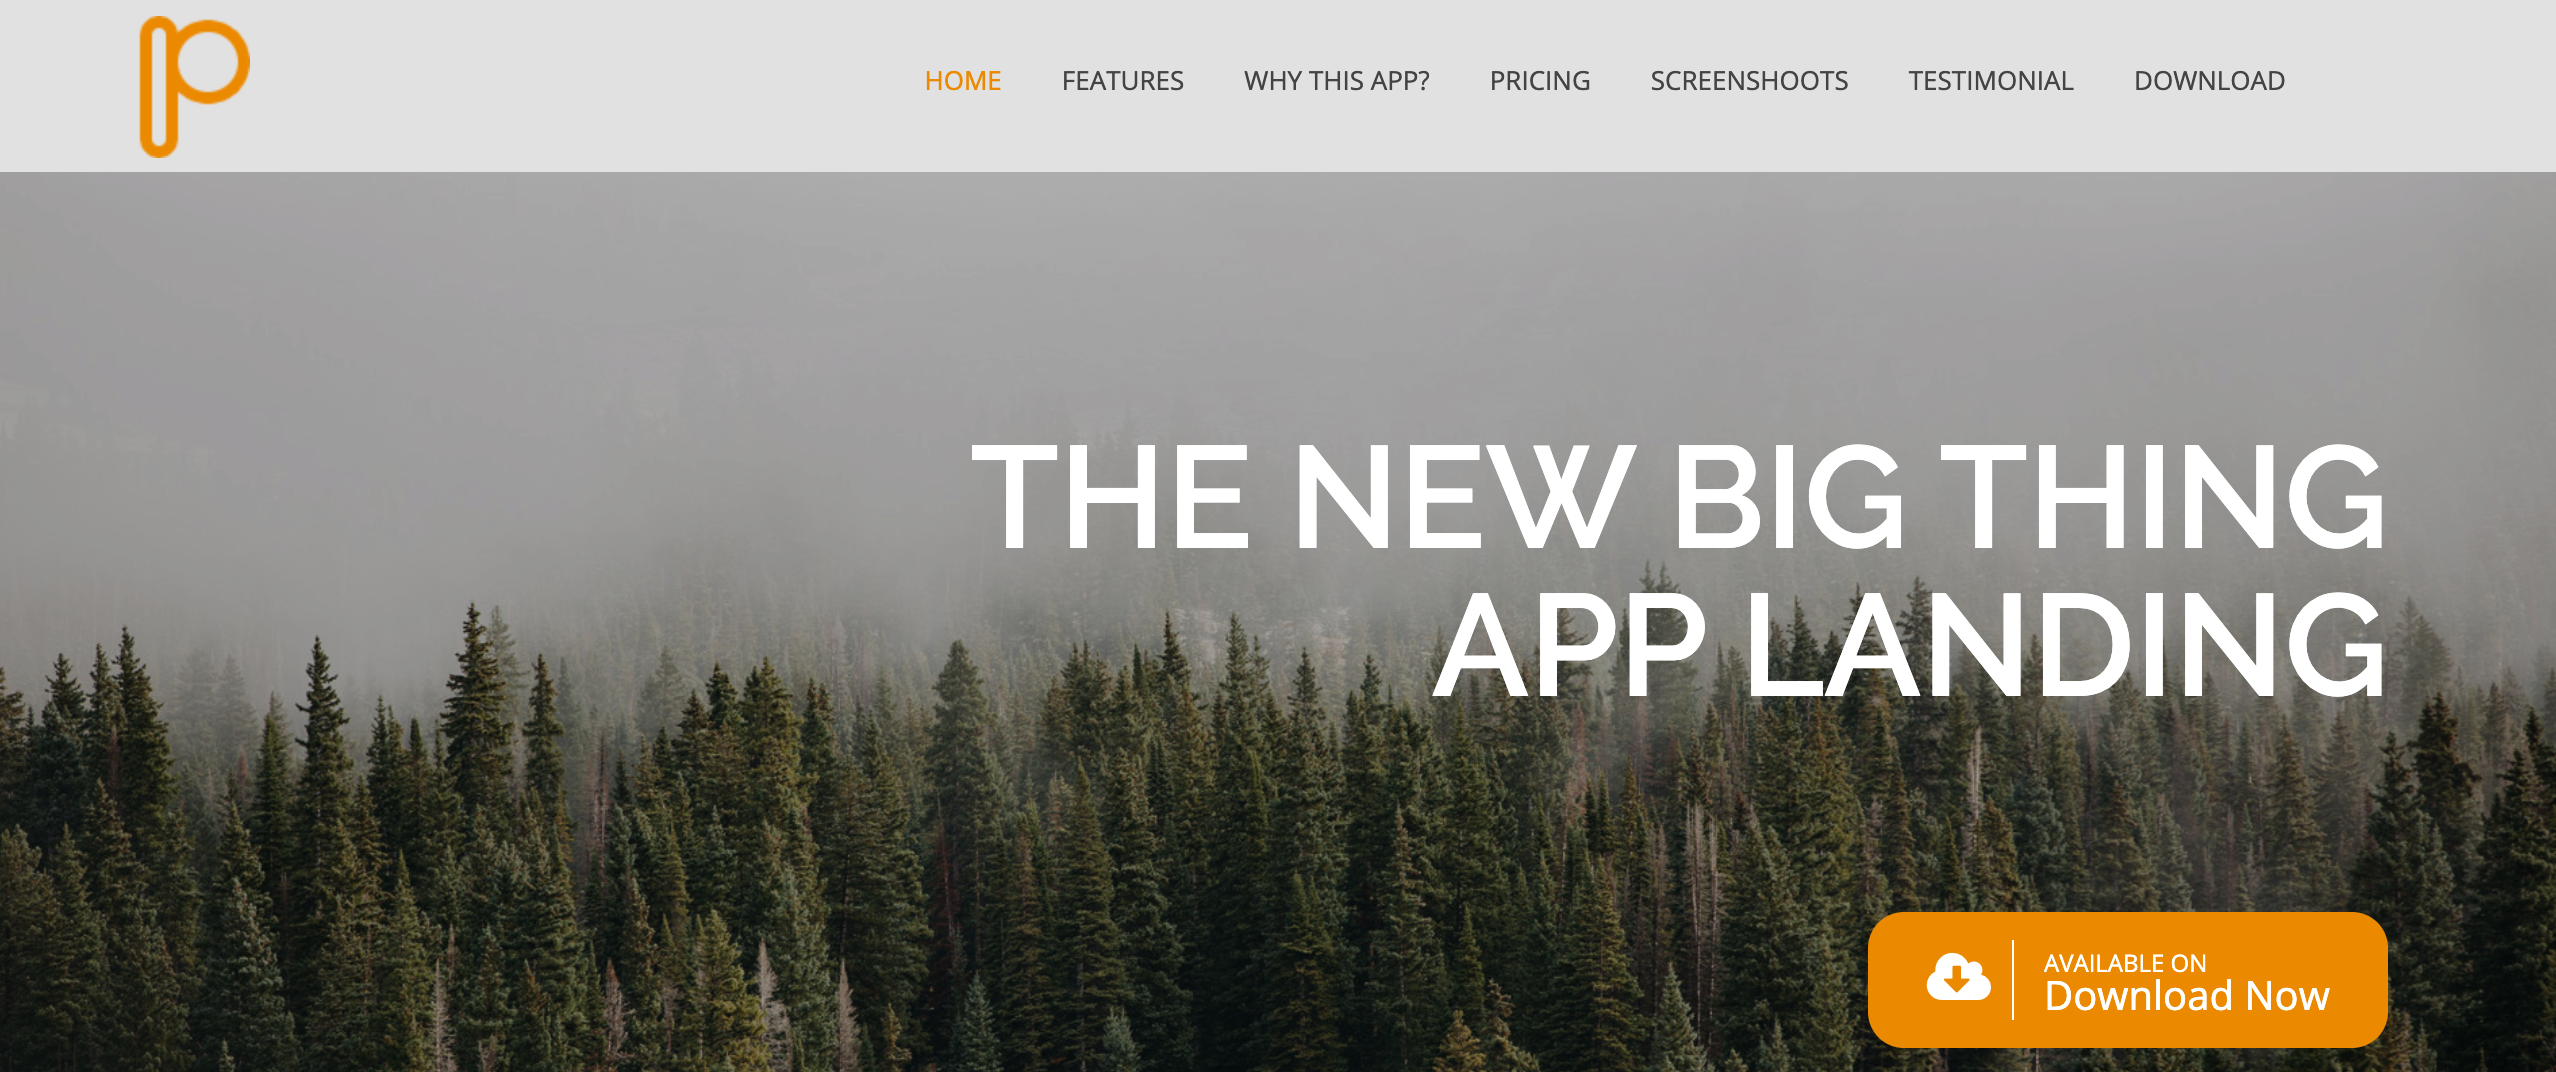 HOME FEATURES WHY THIS APP? PRICING SCREENSHOOTS TESTIMONIAL DOWNLOAD
THE NEW BIG THING
APP LANDING
AVAILABLE ON
Download Now